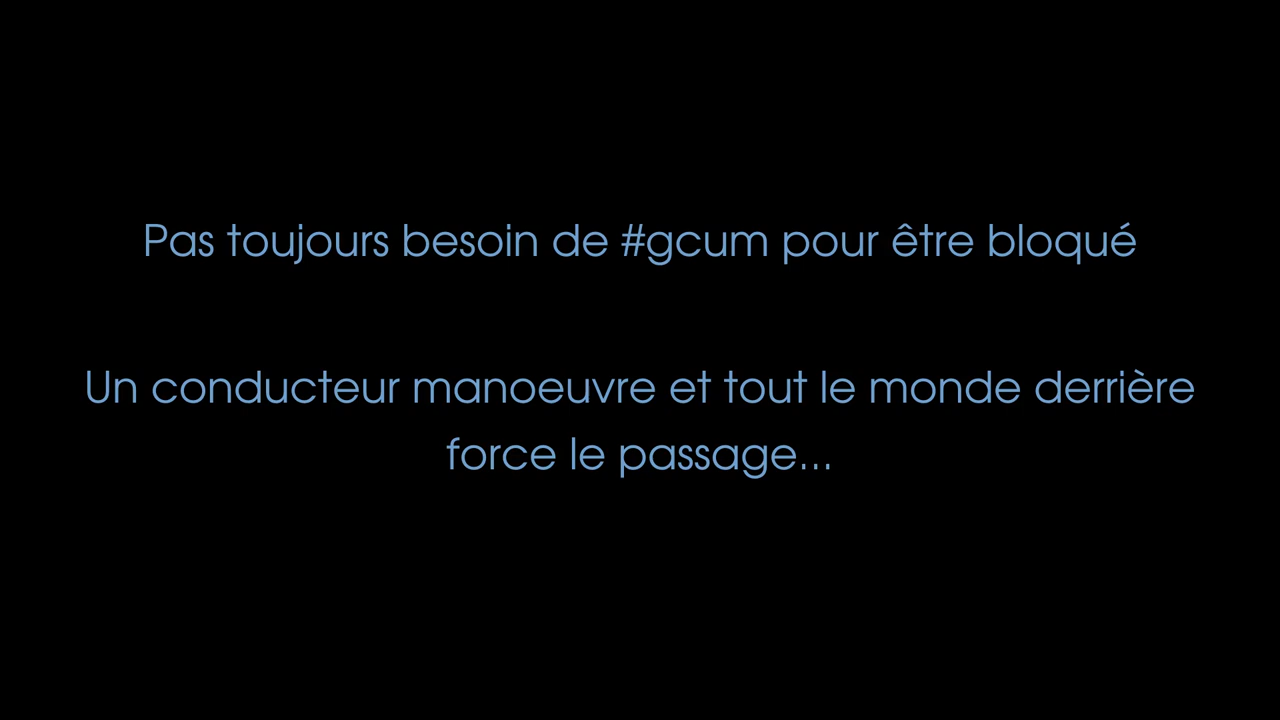 Pas toujours besoin de #gcum pour être bloqué
Un conducteur manoeuvre et tout le monde derrière
force le passage...